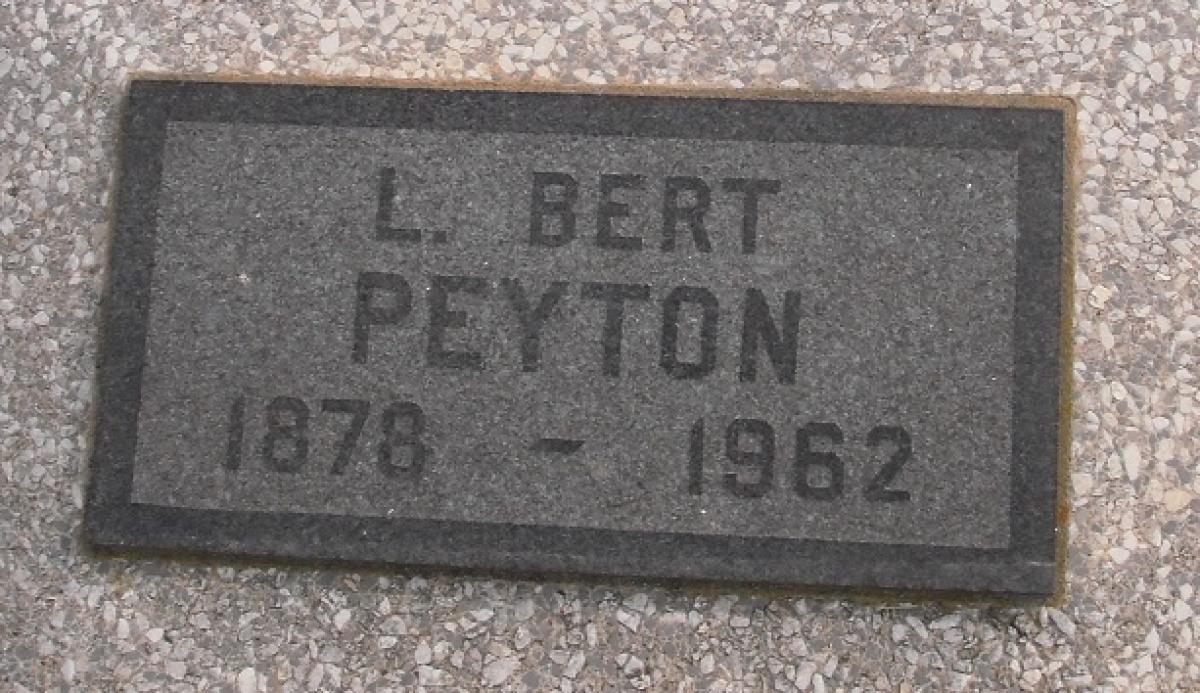 L. BERT
PEYTON
1878 - 1962